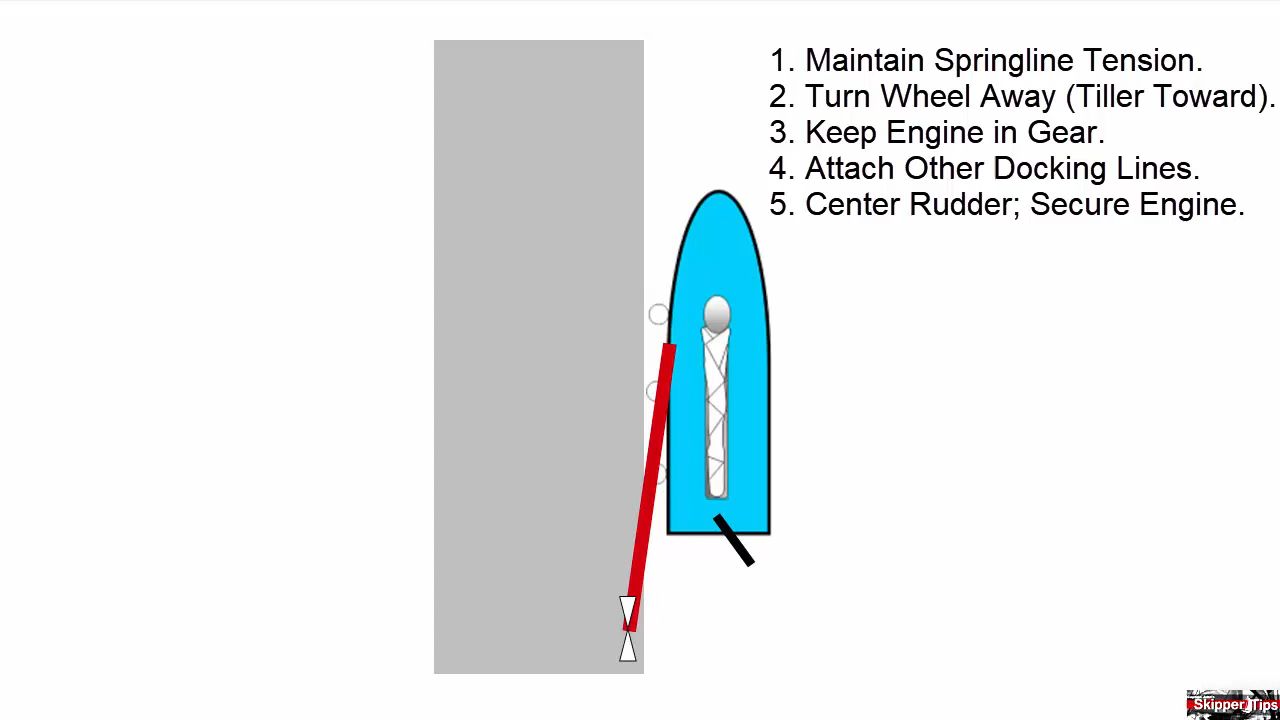 1. Maintain Springline Tension.
2. Turn Wheel Away (Tiller Toward).
3. Keep Engine in Gear.
4. Attach Other Docking Lines.
5. Center Rudder; Secure Engine.
Skipper Tips